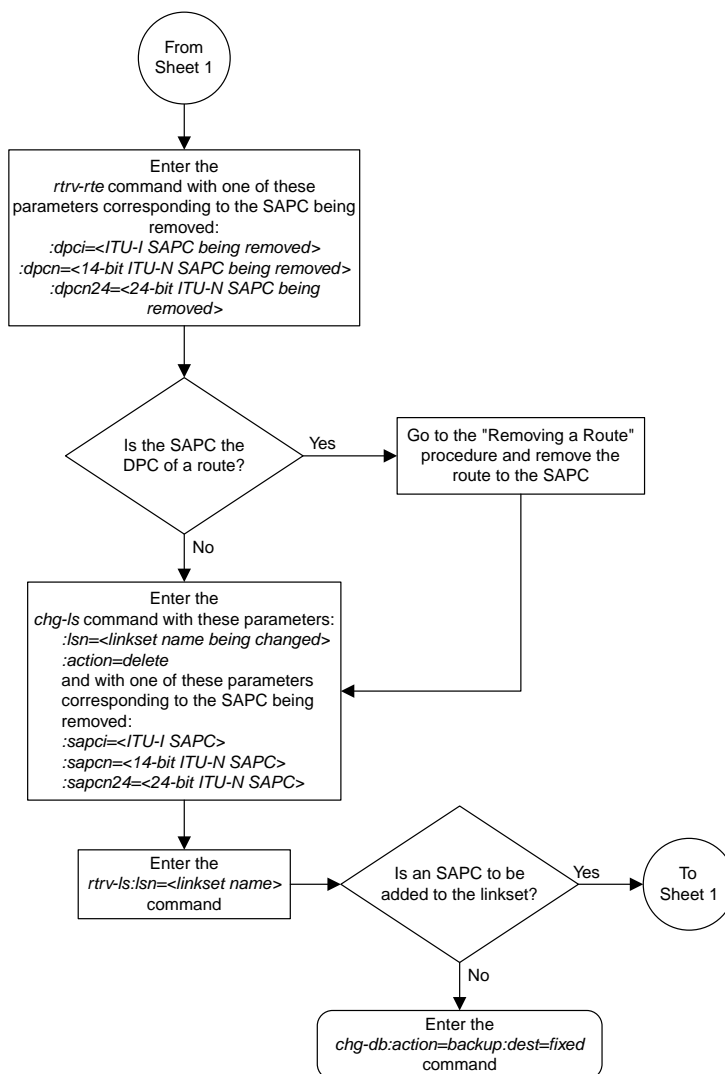 From
Sheet 1
Enter the
rtrv-rte command with one of these
parameters corresponding to the SAPC being
removed:
:dpci=<ITU-I SAPC being removed>
:dpcn=<14-bit ITU-N SAPC being removed>
:dpcn24=<24-bit ITU-N SAPC being
removed>
Is the SAPC the
DPC of a route?
Yes
Go to the "Removing a Route"
procedure and remove the
route to the SAPC
No
Enter the
chg-ls command with these parameters:
:lsn=<linkset name being changed>
:action=delete
and with one of these parameters
corresponding to the SAPC being
removed:
:sapci=<ITU-I SAPC>
:sapcn=<14-bit ITU-N SAPC>
:sapcn24=<24-bit ITU-N SAPC>
Enter the
rtrv-ls:lsn=<linkset name>
command
Is an SAPC to be
added to the linkset?
Yes
To
Sheet 1
No
Enter the
chg-db:action=backup:dest=fixed
command